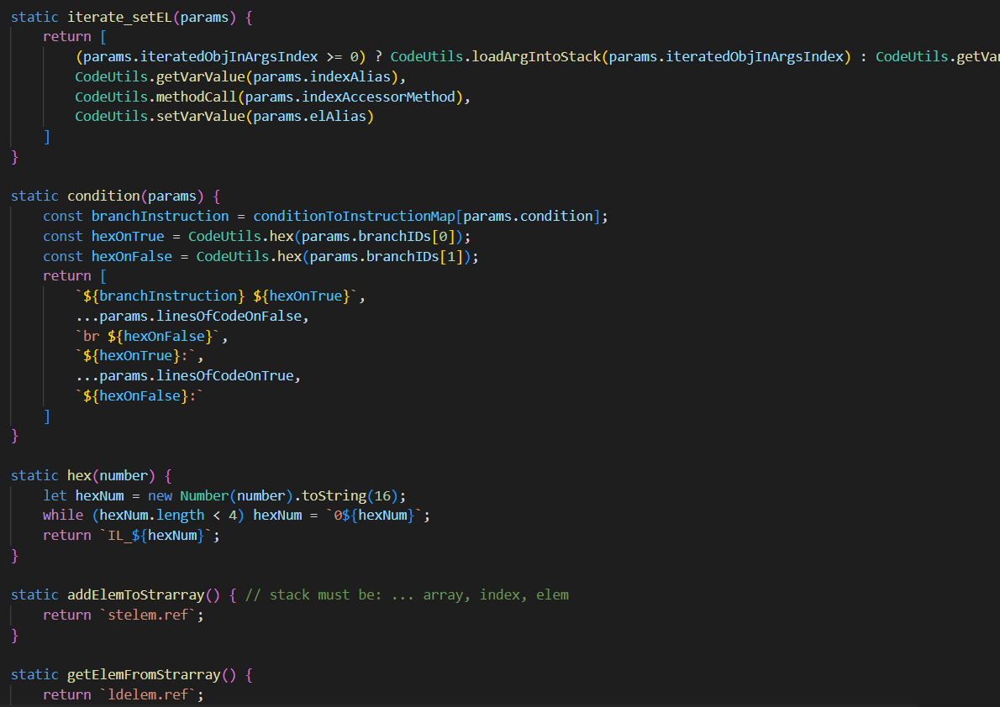 static iterate_setEL(params) {
    return [
        (params.iteratedObjInArgsIndex >= 0) ? CodeUtils.loadArgIntoStack(params.iteratedObjInArgsIndex) : CodeUtils.getVar
        CodeUtils.getVarValue(params.indexAlias),
        CodeUtils.methodCall(params.indexAccessorMethod),
        CodeUtils.setVarValue(params.elAlias)
    ]
}

static condition(params) {
    const branchInstruction = conditionToInstructionMap[params.condition];
    const hexOnTrue = CodeUtils.hex(params.branchIDs[0]);
    const hexOnFalse = CodeUtils.hex(params.branchIDs[1]);
    return [
        `${branchInstruction} ${hexOnTrue}`,
        ...params.linesOfCodeOnFalse,
        `br ${hexOnFalse}`,
        `${hexOnTrue}:`,
        ...params.linesOfCodeOnTrue,
        `${hexOnFalse}:`
    ]
}

static hex(number) {
    let hexNum = new Number(number).toString(16);
    while (hexNum.length < 4) hexNum = `0${hexNum}`;
    return `IL_${hexNum}`;
}

static addElemToStrarray() { // stack must be: ... array, index, elem
    return `stelem.ref`;
}

static getElemFromStrarray() {
    return `ldelem.ref`;